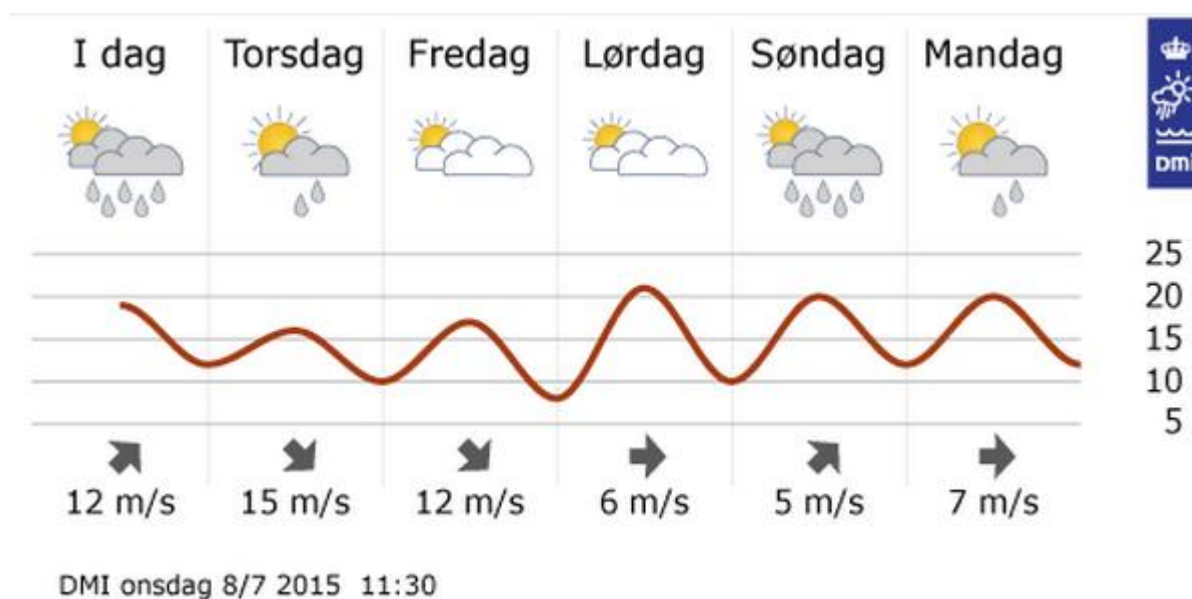 I dag Torsdag Fredag Lørdag Søndag Mandag
DMI
25
20
15
10
5
12 m/s 15 m/s 12 m/s 6 m/s 5 m/s 7 m/s
DMI onsdag 8/7 2015 11:30